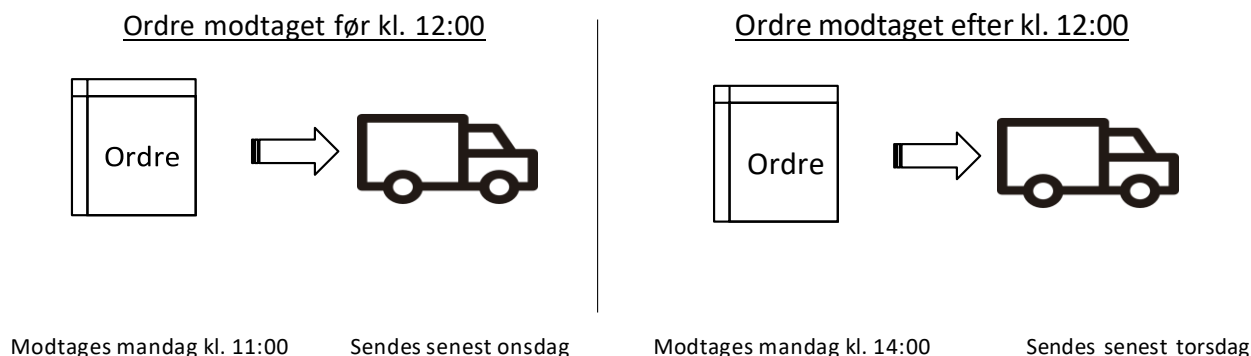 Ordre modtaget før kl. 12:00
Ordre
Modtages mandag kl. 11:00 Sendes senest onsdag
Ordre modtaget efter kl. 12:00
Ordre
Modtages mandag kl. 14:00 Sendes senest torsdag